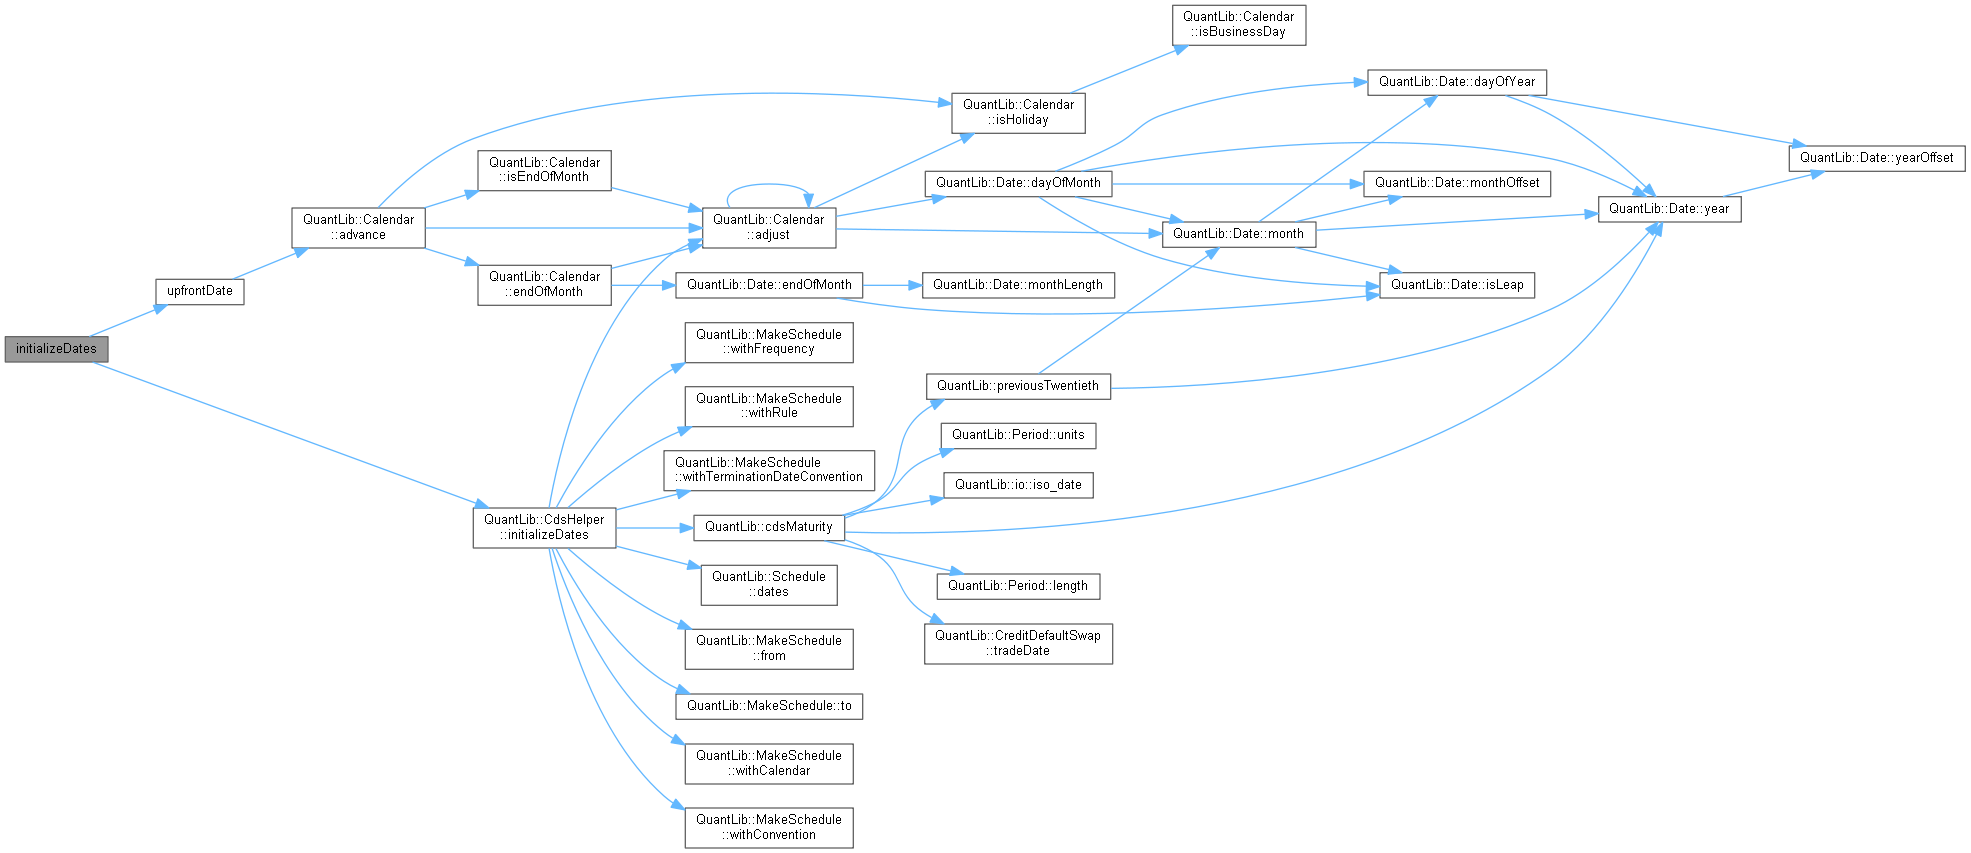 initializeDates
upfrontDate
QuantLib::Calendar
::advance
QuantLib::CdsHelper
::initializeDates
QuantLib::Calendar
::isEndOfMonth
QuantLib::Calendar
::endOfMonth
QuantLib::Calendar
::adjust
QuantLib::Date::endOfMonth
QuantLib::MakeSchedule
::withFrequency
QuantLib::MakeSchedule
::withRule
QuantLib::MakeSchedule
::withTerminationDateConvention
QuantLib::cdsMaturity
QuantLib::Schedule
::dates
QuantLib::MakeSchedule
::from
QuantLib::MakeSchedule::to
QuantLib::MakeSchedule
::withCalendar
QuantLib::MakeSchedule
::withConvention
QuantLib::Calendar
::isHoliday
QuantLib::Date::dayOfMonth
QuantLib::Date::monthLength
QuantLib::previousTwentieth
QuantLib::Period::units
QuantLib::io::iso_date
QuantLib::Period::length
QuantLib::CreditDefaultSwap
::tradeDate
QuantLib::Calendar
::isBusinessDay
QuantLib::Date::month
QuantLib::Date::dayOfYear
QuantLib::Date::monthOffset
QuantLib::Date::isLeap
QuantLib::Date::year
QuantLib::Date::yearOffset